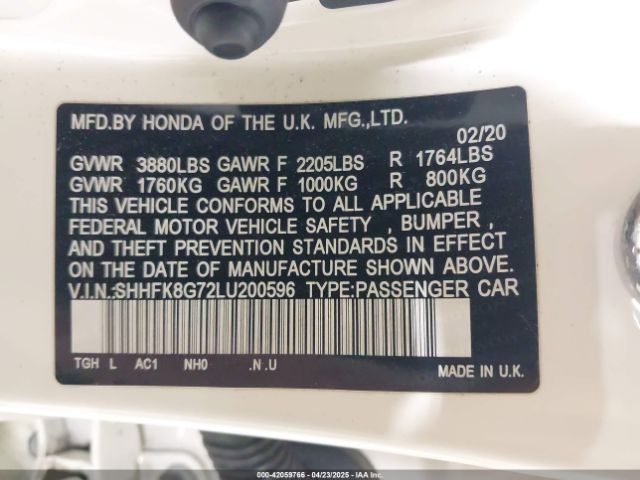 MFD.BY HONDA OF THE U.K. MFG.,LTD.
02/20
GVWR 3880LBS GAWR F 2205LBS R 1764LBS
GVWR 1760KG GAWR F 1000KG R 800KG
THIS VEHICLE CONFORMS TO ALL APPLICABLE
FEDERAL MOTOR VEHICLE SAFETY , BUMPER ,
AND THEFT PREVENTION STANDARDS IN EFFECT
ON THE DATE OF MANUFACTURE SHOWN ABOVE.
V.I.N.:SHHFK8G72LU200596 TYPE:PASSENGER CAR
TGH L AC1 NH0 .N.U
MADE IN U.K.
000-42059766 - 04/23/2025 - IAAI.COM